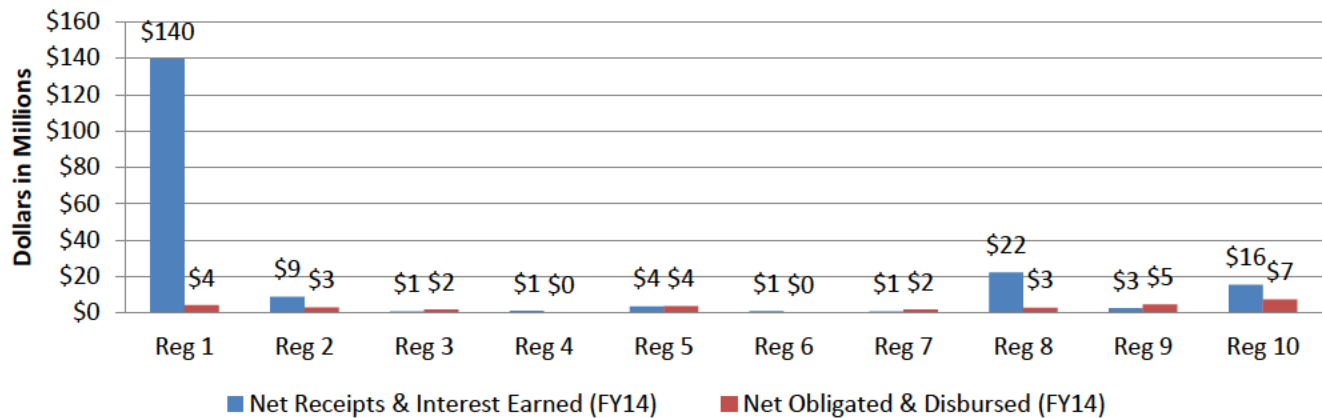 Dollars in Millions
$160
$140
$120
$100
$80
$60
$40
$20
$0
$140
$4
$9
$3
$1
$2
$1
$0
$4
$4
$1
$0
$1
$2
$22
$3
$3
$5
$16
$7
Reg 1
Reg 2
Reg 3
Reg 4
Reg 5
Reg 6
Reg 7
Reg 8
Reg 9
Reg 10
Net Receipts & Interest Earned (FY14)
Net Obligated & Disbursed (FY14)